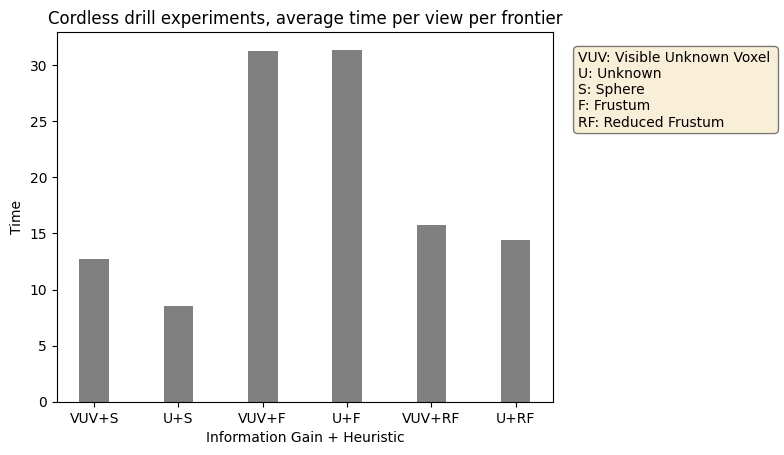 Cordless drill experiments, average time per view per frontier
VUV: Visible Unknown Voxel
U: Unknown
S: Sphere
F: Frustum
RF: Reduced Frustum
30
25
20
15
10
5
0
Time
VUV+S U+S VUV+F U+F VUV+RF U+RF
Information Gain + Heuristic